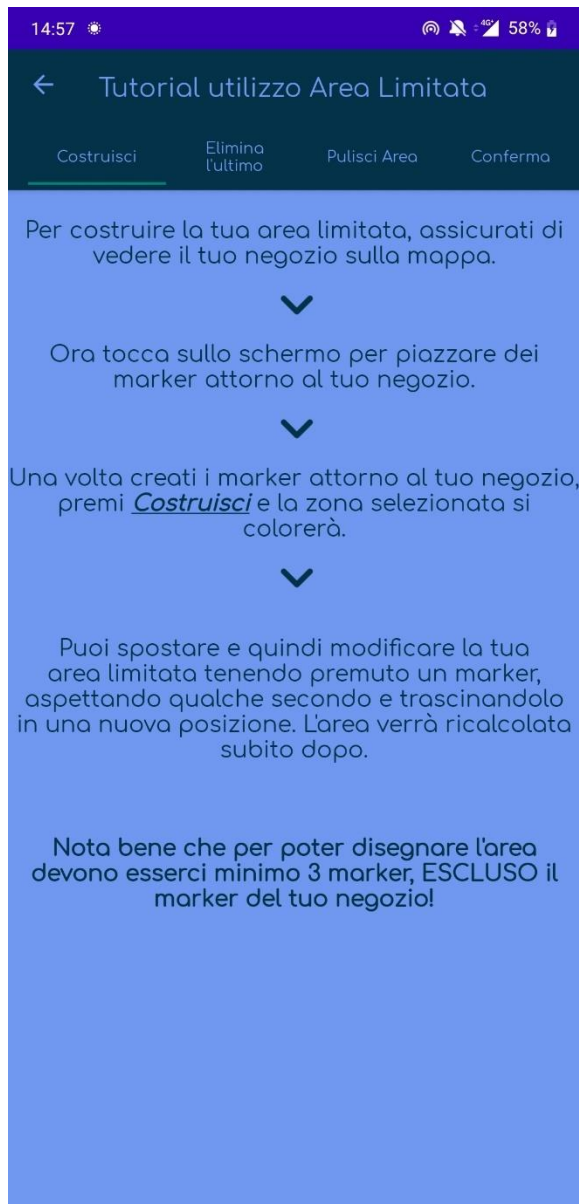 14:57
4G+ 58%
Tutorial utilizzo Area Limitata
Costruisci
Elimina
l'ultimo
Pulisci Area
Conferma
Per costruire la tua area limitata, assicurati di
vedere il tuo negozio sulla mappa.
Ora tocca sullo schermo per piazzare dei
marker attorno al tuo negozio.
Una volta creati i marker attorno al tuo negozio,
premi Costruisci e la zona selezionata si
colorerà.
Puoi spostare e quindi modificare la tua
area limitata tenendo premuto un marker,
aspettando qualche secondo e trascinandolo
in una nuova posizione. L'area verrà ricalcolata
subito dopo.
Nota bene che per poter disegnare l'area
devono esserci minimo 3 marker, ESCLUSO il
marker del tuo negozio!